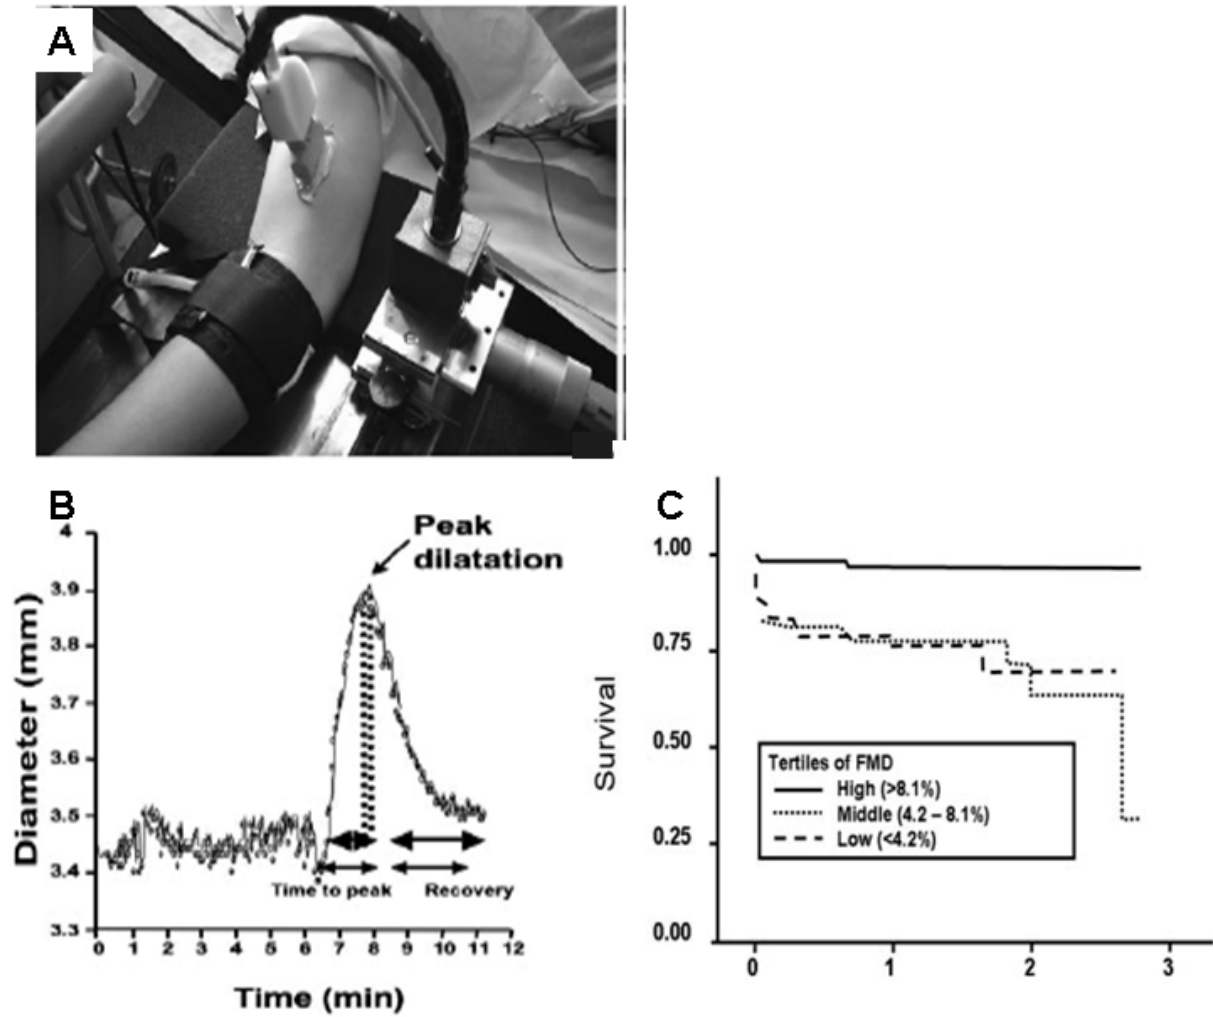 A
B
Peak
dilatation
4
3.9
3.8
3.7
3.6
3.5
3.4
3.3
Diameter (mm)
Time to peak
Recovery
0 1 2 3 4 5 6 7 8 9 10 11 12
Time (min)
C
1.00
0.75
0.50
0.25
0.00
Survival
Tertiles of FMD
High (>8.1%)
Middle (4.2 – 8.1%)
Low (<4.2%)
0 1 2 3